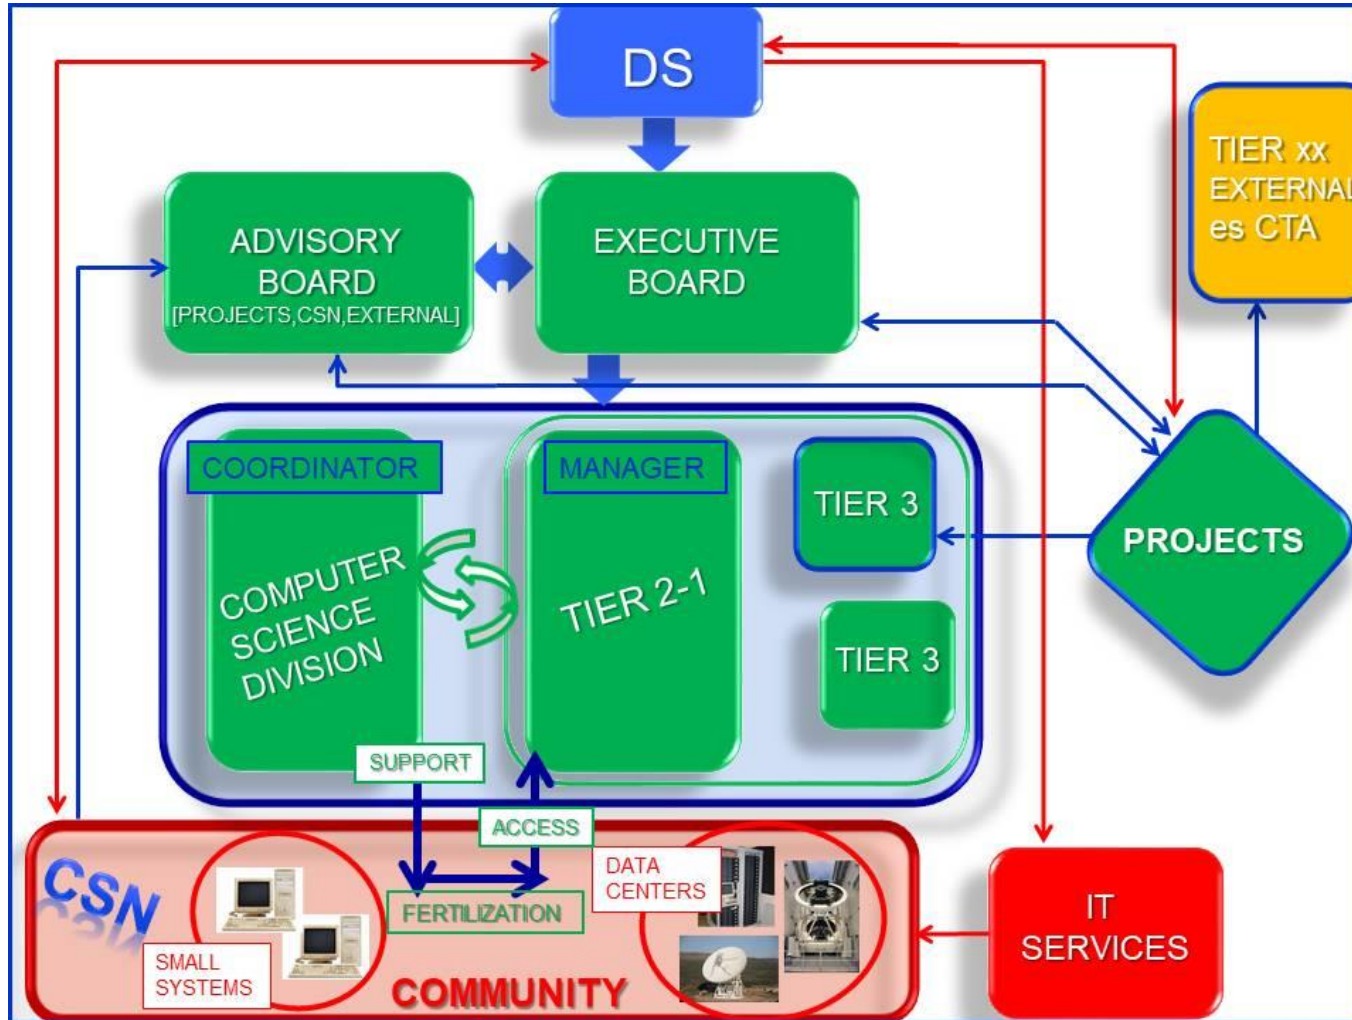 DS
TIER xx
EXTERNAL
es CTA
ADVISORY
BOARD
[PROJECTS,CSN,EXTERNAL]
EXECUTIVE
BOARD
COORDINATOR
MANAGER
TIER 3
COMPUTER
SCIENCE
DIVISION
TIER 2-1
PROJECTS
TIER 3
SUPPORT
ACCESS
CSN
DATA
CENTERS
FERTILIZATION
SMALL
SYSTEMS
COMMUNITY
IT
SERVICES